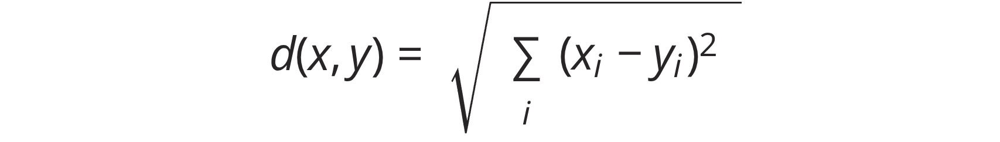 d(x, y) = √∑ᵢ (xᵢ − yᵢ)²